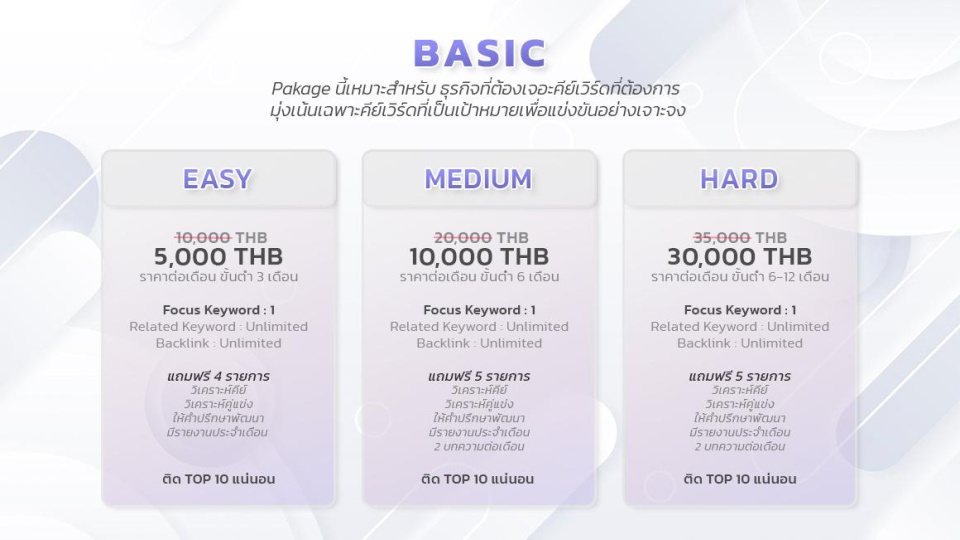 BASIC
Pakage นี้เหมาะสำหรับ ธุรกิจที่ต้องเจอะคีย์เวิร์ดที่ต้องการ
มุ่งเน้นเฉพาะคีย์เวิร์ดที่เป็นเป้าหมายเพื่อแข่งขันอย่างเจาะจง
EASY
10,000 THB
5,000 THB
ราคาต่อเดือน ขั้นต่ำ 3 เดือน
Focus Keyword : 1
Related Keyword : Unlimited
Backlink : Unlimited
แถมฟรี 4 รายการ
วิเคราะห์คีย์
วิเคราะห์คู่แข่ง
ให้คำปรึกษาพัฒนา
มีรายงานประจำเดือน
ติด TOP 10 แน่นอน
MEDIUM
20,000 THB
10,000 THB
ราคาต่อเดือน ขั้นต่ำ 6 เดือน
Focus Keyword : 1
Related Keyword : Unlimited
Backlink : Unlimited
แถมฟรี 5 รายการ
วิเคราะห์คีย์
วิเคราะห์คู่แข่ง
ให้คำปรึกษาพัฒนา
มีรายงานประจำเดือน
2 บทความต่อเดือน
ติด TOP 10 แน่นอน
HARD
35,000 THB
30,000 THB
ราคาต่อเดือน ขั้นต่ำ 6-12 เดือน
Focus Keyword : 1
Related Keyword : Unlimited
Backlink : Unlimited
แถมฟรี 5 รายการ
วิเคราะห์คีย์
วิเคราะห์คู่แข่ง
ให้คำปรึกษาพัฒนา
มีรายงานประจำเดือน
2 บทความต่อเดือน
ติด TOP 10 แน่นอน